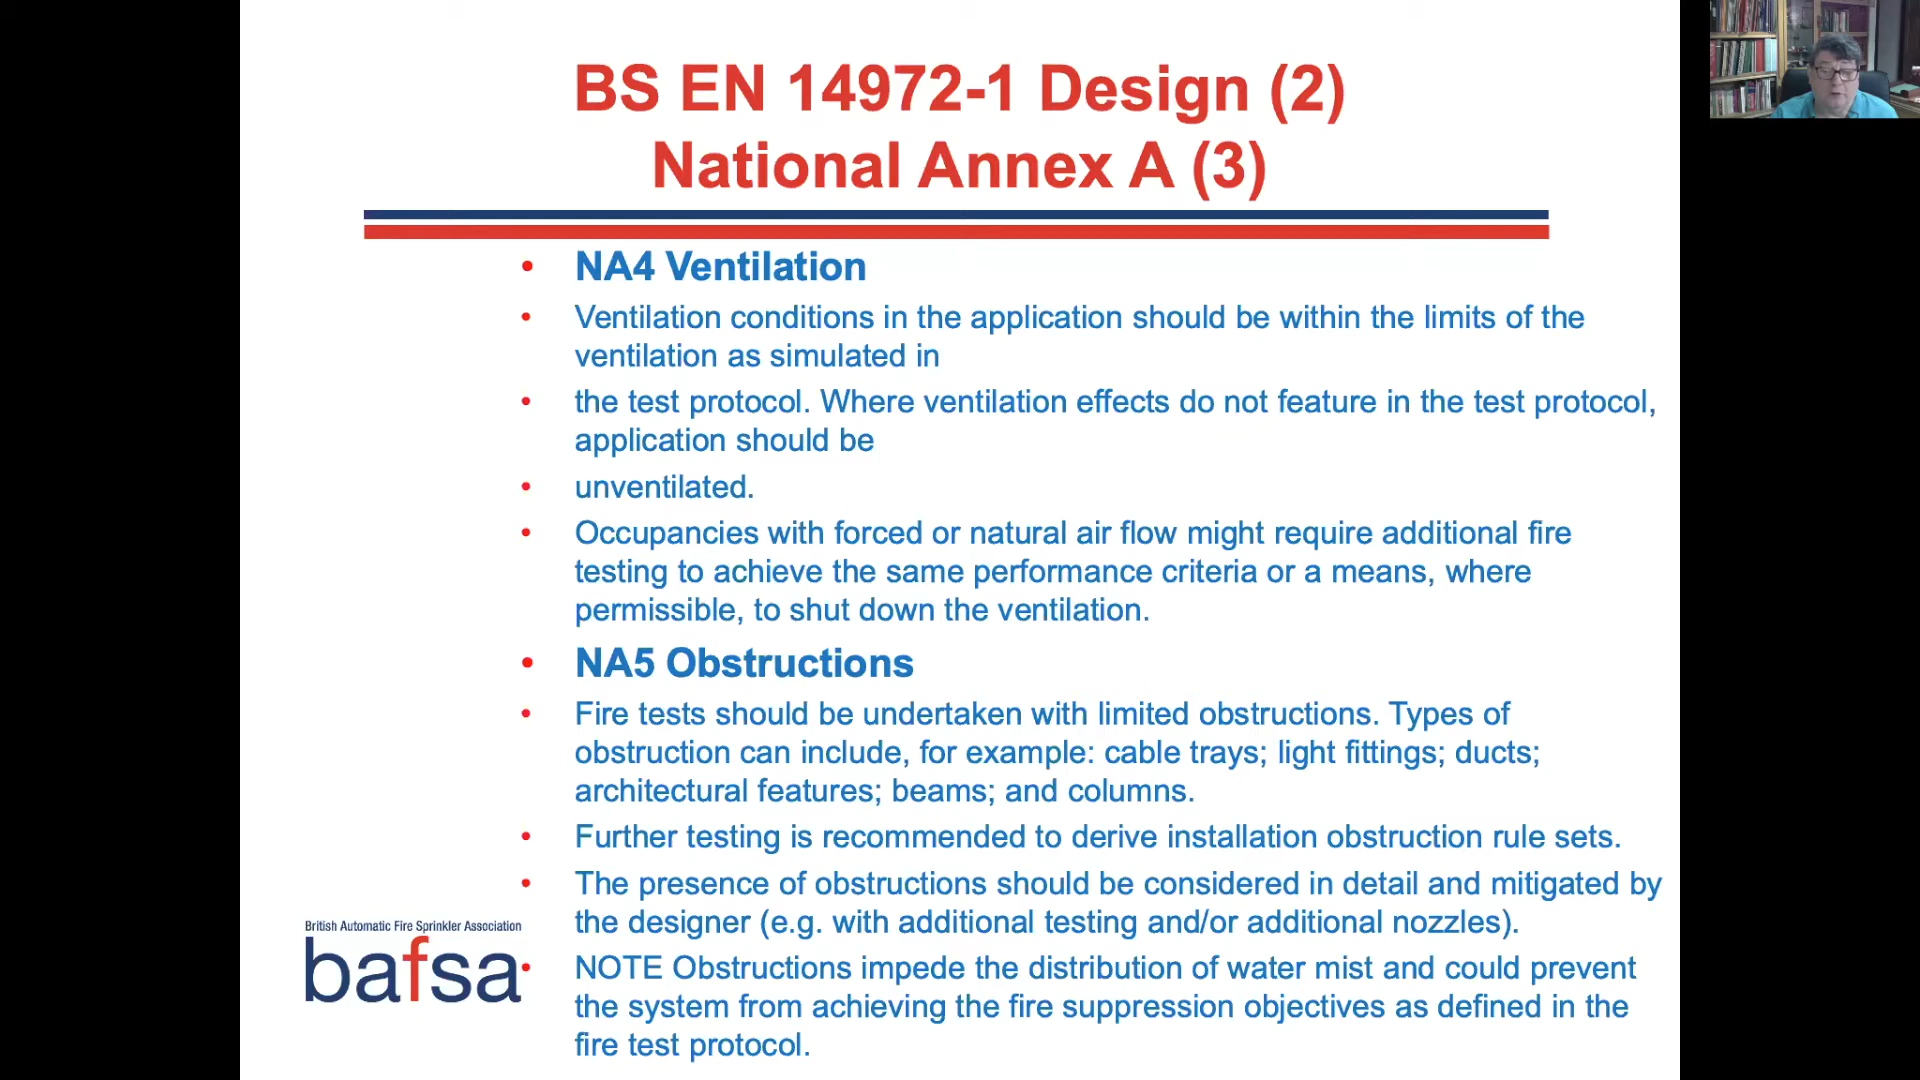 BS EN 14972-1 Design (2)
National Annex A (3)
• NA4 Ventilation
• Ventilation conditions in the application should be within the limits of the
ventilation as simulated in
• the test protocol. Where ventilation effects do not feature in the test protocol,
application should be
• unventilated.
• Occupancies with forced or natural air flow might require additional fire
testing to achieve the same performance criteria or a means, where
permissible, to shut down the ventilation.
• NA5 Obstructions
• Fire tests should be undertaken with limited obstructions. Types of
obstruction can include, for example: cable trays; light fittings; ducts;
architectural features; beams; and columns.
• Further testing is recommended to derive installation obstruction rule sets.
• The presence of obstructions should be considered in detail and mitigated by
the designer (e.g. with additional testing and/or additional nozzles).
• NOTE Obstructions impede the distribution of water mist and could prevent
the system from achieving the fire suppression objectives as defined in the
fire test protocol.
British Automatic Fire Sprinkler Association
bafsa